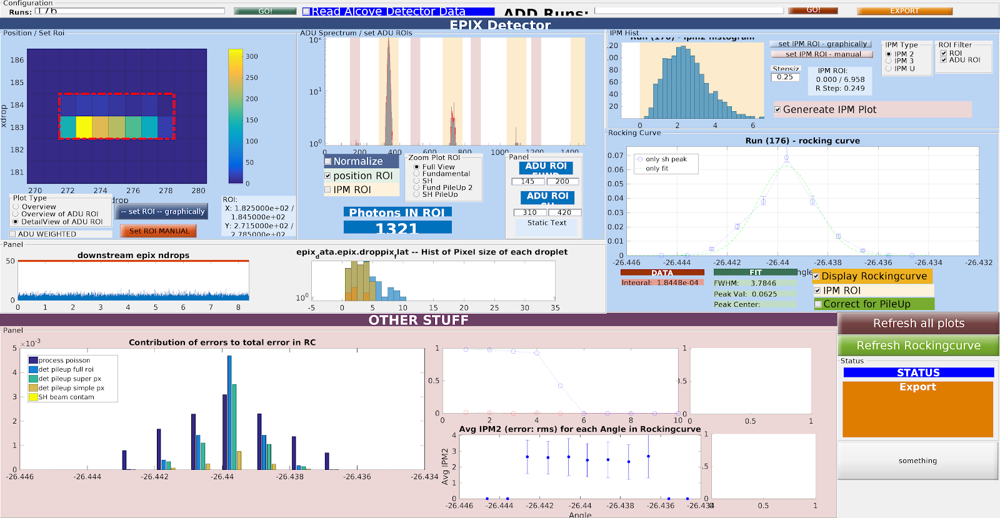 Configuration
Runs: 176 GO! Read Alcove Detector Data ADD Runs: GO! EXPORT
EPIX Detector
Position / Set Roi
186
185
184
183
182
181
270 272 274 276 278 280
xdrop
drop
300
250
200
150
100
50
0
Plot Type
Overview
Overview of ADU ROI
DetailView of ADU ROI
ADU WEIGHTED
-- set ROI -- graphically
Set ROI MANUAL
ROI:
X: 1.825000e+02 /
1.845000e+02
Y: 2.715000e+02 /
2.785000e+02
ADU Spectrum / set ADU ROIs
10²
10¹
10⁰
0 200 400 600 800 1000 1200 1400
Normalize
position ROI
IPM ROI
Zoom Plot ROI
Full View
Fundamental
SH
Fund PileUp 2
SH PileUp
Photons IN ROI
1321
Panel
ADU ROI
FUND
145 200
ADU ROI
SH
310 420
Static Text
IPM Hist
Run (176) - ipm2 histogram
.20
.00
80
60
40
20
0 2 4 6
set IPM ROI - graphically
set IPM ROI - manual
Stepsiz
0.25
IPM ROI:
0.000 / 6.958
R Step: 0.249
IPM Type
IPM 2
IPM 3
IPM U
ROI Filter
ROI
ADU ROI
Genereate IPM Plot
Rocking Curve
Run (176) - rocking curve
0.07
0.06
0.05
0.04
0.03
0.02
0.01
0
only sh peak
only fit
-26.446 -26.444 -26.442 -26.44 -26.438 -26.436 -26.434 -26.432
ngle
DATA
Integral: 1.8448e-04
FIT
FWHM: 3.7846
Peak Val: 0.0625
Peak Center:
Display Rockingcurve
IPM ROI
Correct for PileUp
Panel
downstream epix ndrops
50
0
0 1 2 3 4 5 6 7 8
epix_data.epix.droppix_flat -- Hist of Pixel size of each droplet
10⁰
-5 0 5 10 15 20 25 30 35
OTHER STUFF
Panel
Contribution of errors to total error in RC
×10⁻³
5
4
3
2
1
0
process poisson
det pileup full roi
det pileup super px
det pileup simple px
SH beam contam
-26.446 -26.444 -26.442 -26.44 -26.438 -26.436 -26.434
1
0.5
0
0 2 4 6 8 10
1
0.5
0
0 0.5 1
Avg IPM2 (error: rms) for each Angle in Rockingcurve
Avg IPM2
4
3
2
1
0
-26.446 -26.444 -26.442 -26.44 -26.438 -26.436 -26.434
Angle
1
.5
0
0.5 1
Refresh all plots
Refresh Rockingcurve
Status
STATUS
Export
something